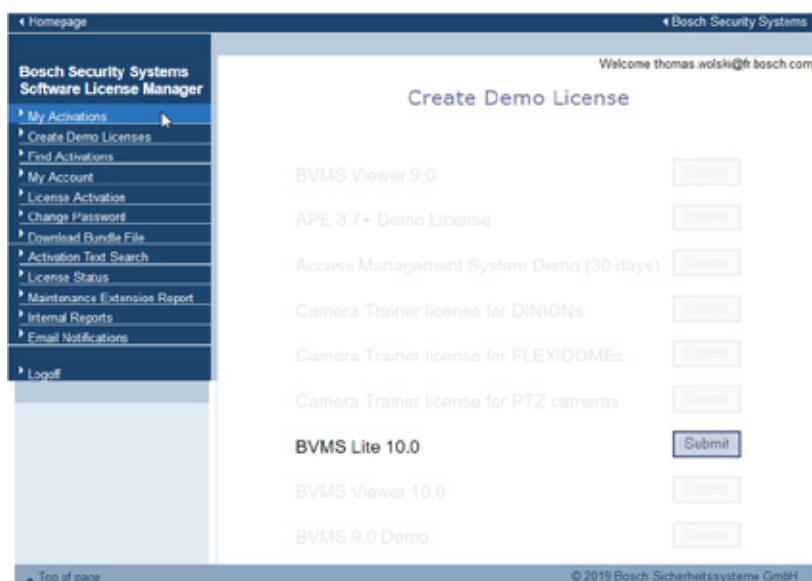 Homepage
Bosch Security Systems
Welcome thomas.wolski@fr.bosch.com
Bosch Security Systems
Software License Manager
My Activations
Create Demo Licenses
Find Activations
My Account
License Activation
Change Password
Download Bundle File
Activation Text Search
License Status
Maintenance Extension Report
Internal Reports
Email Notifications
Logoff
Create Demo License
BVMS Viewer 9.0 Submit
APE 3.7+ Demo License Submit
Access Management System Demo (30 days) Submit
Camera Trainer license for DINIONs Submit
Camera Trainer license for FLEXIDOMEs Submit
Camera Trainer license for PTZ cameras Submit
BVMS Lite 10.0 Submit
BVMS Viewer 10.0 Submit
BVMS 9.0 Demo Submit
Top of page
© 2019 Bosch Sicherheitssysteme GmbH